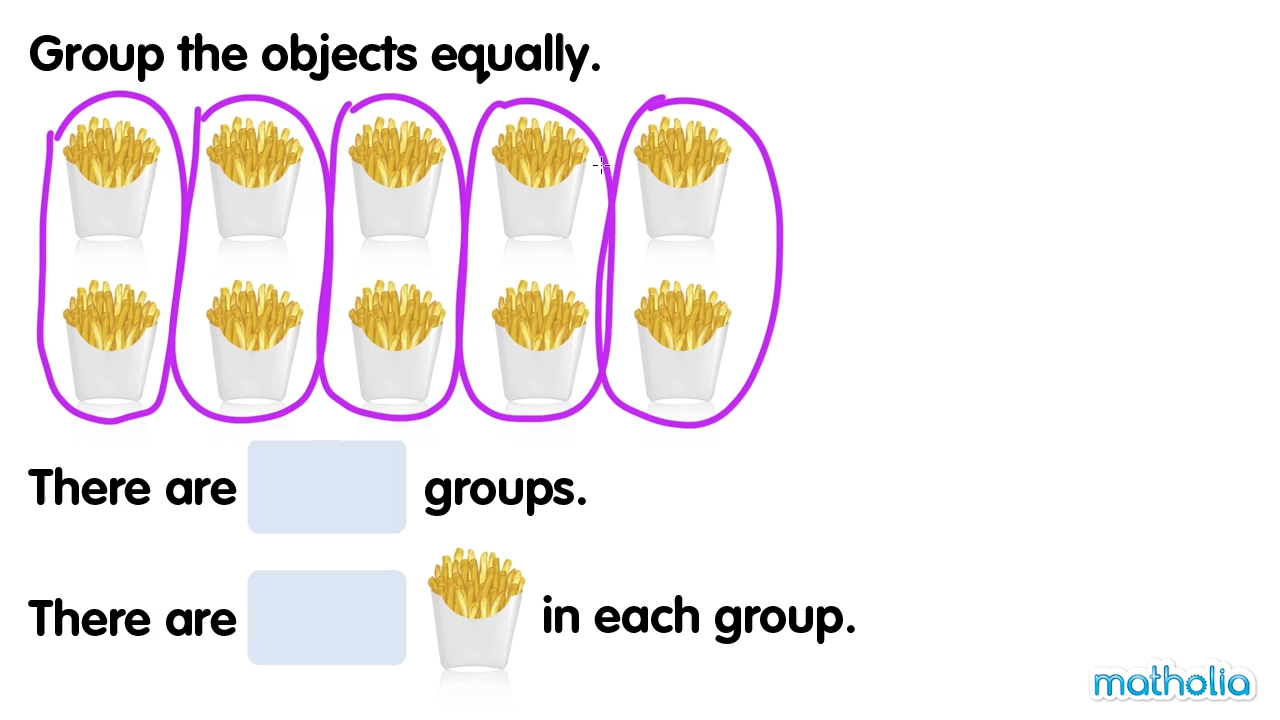 Group the objects equally.
There are groups.
There are in each group.
matholia